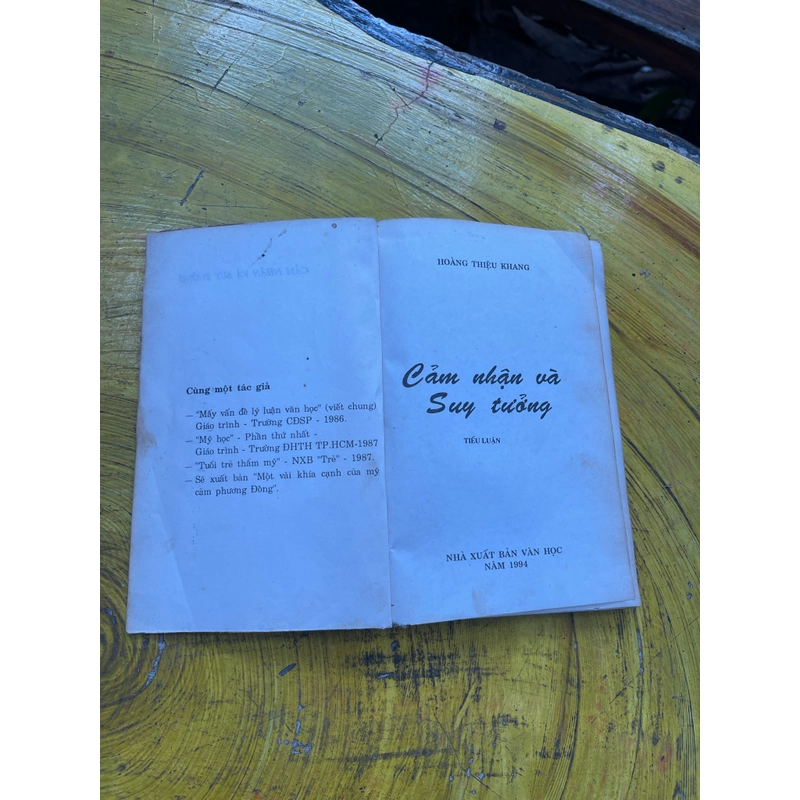 Cùng một tác giả
— "Mấy vấn đề lý luận văn học" (viết chung)
Giáo trình - Trường CĐSP - 1986.
— "Mỹ học" - Phần thứ nhất -
Giáo trình - Trường ĐHTH TP.HCM-1987
— "Tuổi trẻ thẩm mỹ" - NXB "Trẻ" - 1987,
— Sẽ xuất bản "Một vài khía cạnh của mỹ
cảm phương Đông".
HOÀNG THIỆU KHANG
Cảm nhận và
Suy tưởng
TIỂU LUẬN
NHÀ XUẤT BẢN VĂN HỌC
NĂM 1994